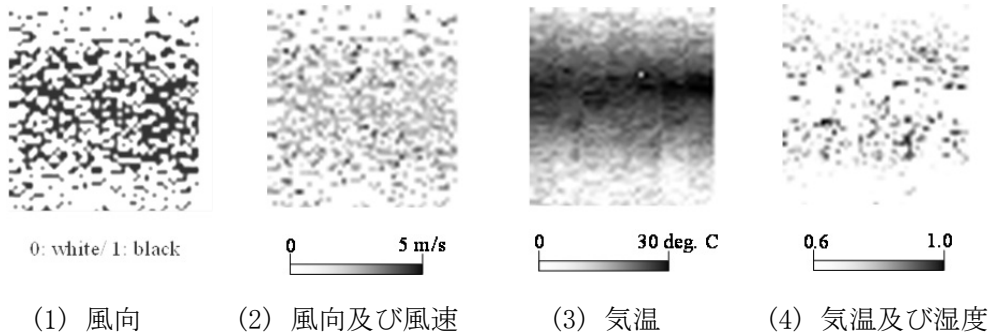 0: white/ 1: black
0 5 m/s
0 30 deg. C
0.6 1.0
(1) 風向
(2) 風向及び風速
(3) 気温
(4) 気温及び湿度